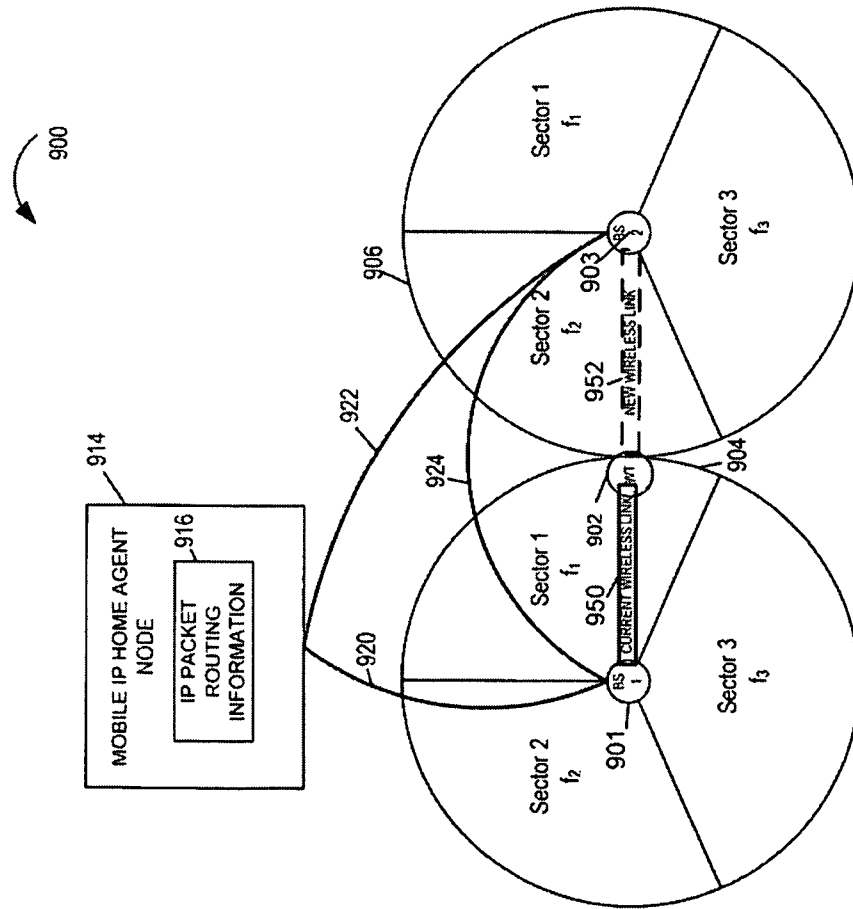 900
914
MOBILE IP HOME AGENT
NODE
916
IP PACKET
ROUTING
INFORMATION
920
922
924
906
Sector 2
f₂
Sector 1
f₁
Sector 3
f₃
BS
1
901
950
CURRENT WIRELESS LINK
902
WT
904
952
NEW WIRELESS LINK
Sector 2
f₂
Sector 1
f₁
Sector 3
f₃
BS
2
903